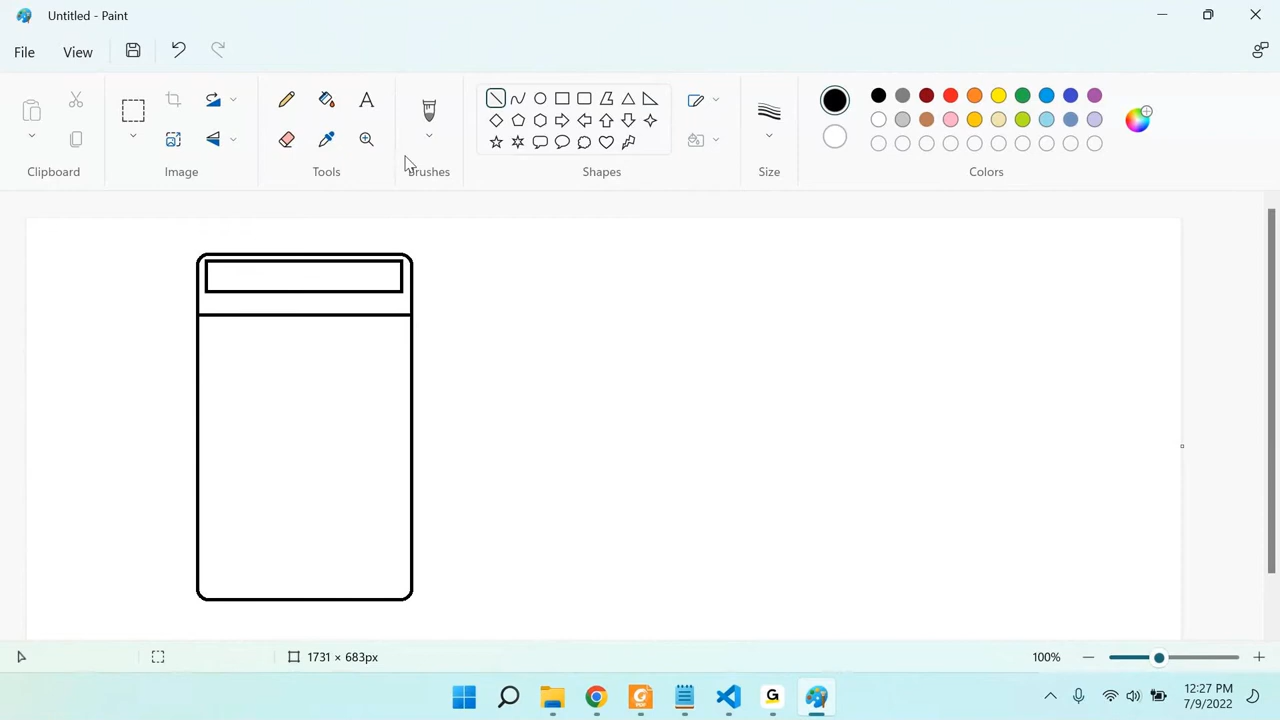 Untitled - Paint
File View
Clipboard Image Tools Brushes Shapes Size Colors
1731 × 683px 100%
12:27 PM
7/9/2022